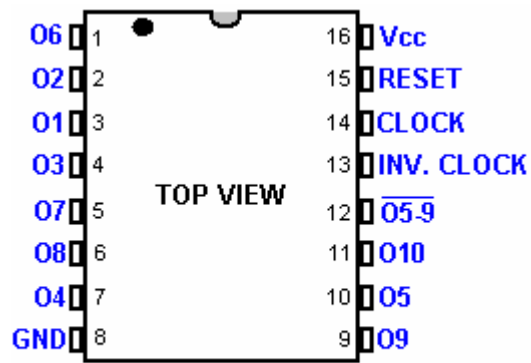 O6 1 16 Vcc
O2 2 15 RESET
O1 3 14 CLOCK
O3 4 13 INV. CLOCK
TOP VIEW
O7 5 12 O5-9
O8 6 11 O10
O4 7 10 O5
GND 8 9 O9